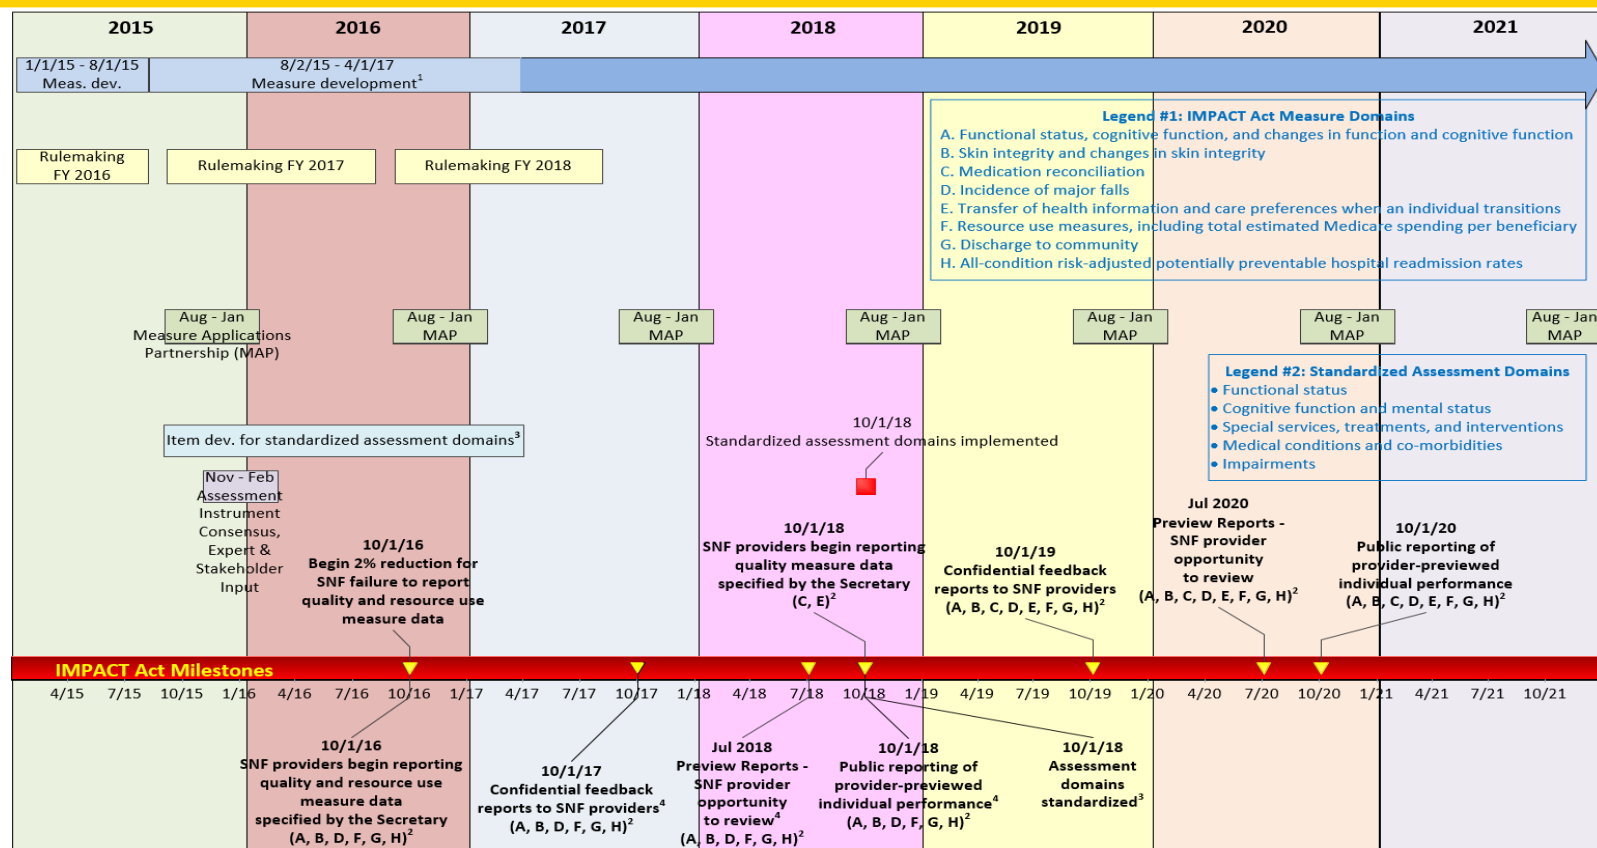 2015
2016
2017
2018
2019
2020
2021
1/1/15 - 8/1/15
Meas. dev.
8/2/15 - 4/1/17
Measure development¹
Legend #1: IMPACT Act Measure Domains
A. Functional status, cognitive function, and changes in function and cognitive function
B. Skin integrity and changes in skin integrity
C. Medication reconciliation
D. Incidence of major falls
E. Transfer of health information and care preferences when an individual transitions
F. Resource use measures, including total estimated Medicare spending per beneficiary
G. Discharge to community
H. All-condition risk-adjusted potentially preventable hospital readmission rates
Rulemaking
FY 2016
Rulemaking FY 2017
Rulemaking FY 2018
Aug - Jan
Measure Applications
Partnership (MAP)
Aug - Jan
MAP
Aug - Jan
MAP
Aug - Jan
MAP
Aug - Jan
MAP
Aug - Jan
MAP
Aug - Jan
MAP
Legend #2: Standardized Assessment Domains
• Functional status
• Cognitive function and mental status
• Special services, treatments, and interventions
• Medical conditions and co-morbidities
• Impairments
Item dev. for standardized assessment domains³
10/1/18
Standardized assessment domains implemented
Nov - Feb
Assessment
Instrument
Consensus,
Expert &
Stakeholder
Input
10/1/16
Begin 2% reduction for
SNF failure to report
quality and resource use
measure data
10/1/18
SNF providers begin reporting
quality measure data
specified by the Secretary
(C, E)²
10/1/19
Confidential feedback
reports to SNF providers
(A, B, C, D, E, F, G, H)²
Jul 2020
Preview Reports -
SNF provider
opportunity
to review
(A, B, C, D, E, F, G, H)²
10/1/20
Public reporting of
provider-previewed
individual performance
(A, B, C, D, E, F, G, H)²
IMPACT Act Milestones
4/15
7/15
10/15
1/16
4/16
7/16
10/16
1/17
4/17
7/17
10/17
1/18
4/18
7/18
10/18
1/19
4/19
7/19
10/19
1/20
4/20
7/20
10/20
1/21
4/21
7/21
10/21
10/1/16
SNF providers begin reporting
quality and resource use
measure data
specified by the Secretary
(A, B, D, F, G, H)²
10/1/17
Confidential feedback
reports to SNF providers⁴
(A, B, D, F, G, H)²
Jul 2018
Preview Reports -
SNF provider
opportunity
to review⁴
(A, B, D, F, G, H)²
10/1/18
Public reporting of
provider-previewed
individual performance⁴
(A, B, D, F, G, H)²
10/1/18
Assessment
domains
standardized³